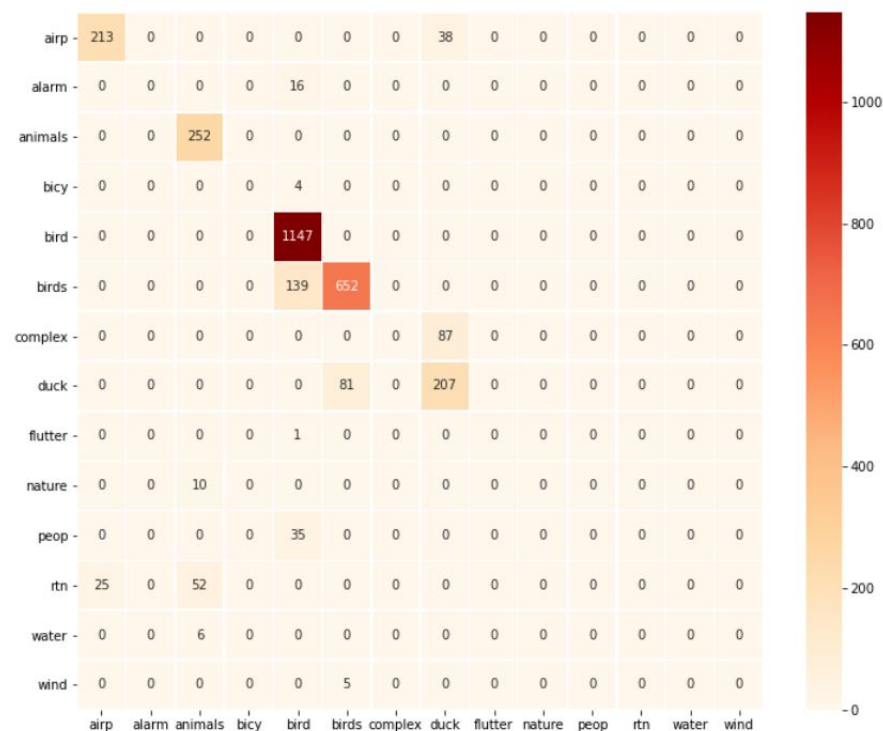 airp 213 0 0 0 0 0 0 38 0 0 0 0 0 0
alarm 0 0 0 0 16 0 0 0 0 0 0 0 0 0
1000
animals 0 0 252 0 0 0 0 0 0 0 0 0 0 0
bicy 0 0 0 0 4 0 0 0 0 0 0 0 0 0
800
bird 0 0 0 0 1147 0 0 0 0 0 0 0 0 0
birds 0 0 0 0 139 652 0 0 0 0 0 0 0 0
600
complex 0 0 0 0 0 0 0 87 0 0 0 0 0 0
duck 0 0 0 0 0 81 0 207 0 0 0 0 0 0
flutter 0 0 0 0 1 0 0 0 0 0 0 0 0 0
400
nature 0 0 10 0 0 0 0 0 0 0 0 0 0 0
peop 0 0 0 0 35 0 0 0 0 0 0 0 0 0
rtn 25 0 52 0 0 0 0 0 0 0 0 0 0 0
200
water 0 0 6 0 0 0 0 0 0 0 0 0 0 0
wind 0 0 0 0 0 5 0 0 0 0 0 0 0 0
0
airp alarm animals bicy bird birds complex duck flutter nature peop rtn water wind